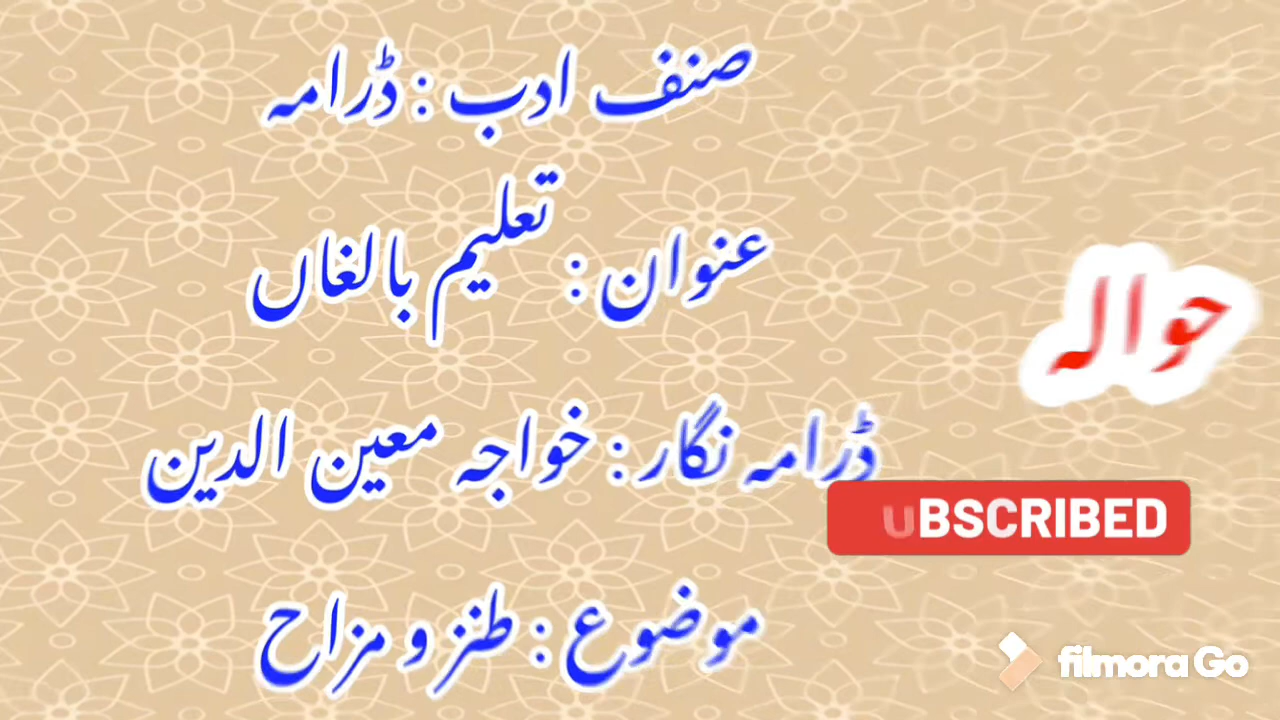 صنف ادب : ڈرامہ
عنوان : تعلیم بالغاں
حوالہ
ڈرامہ نگار : خواجہ معین الدین
UBSCRIBED
موضوع : طنز و مزاح
filmora Go